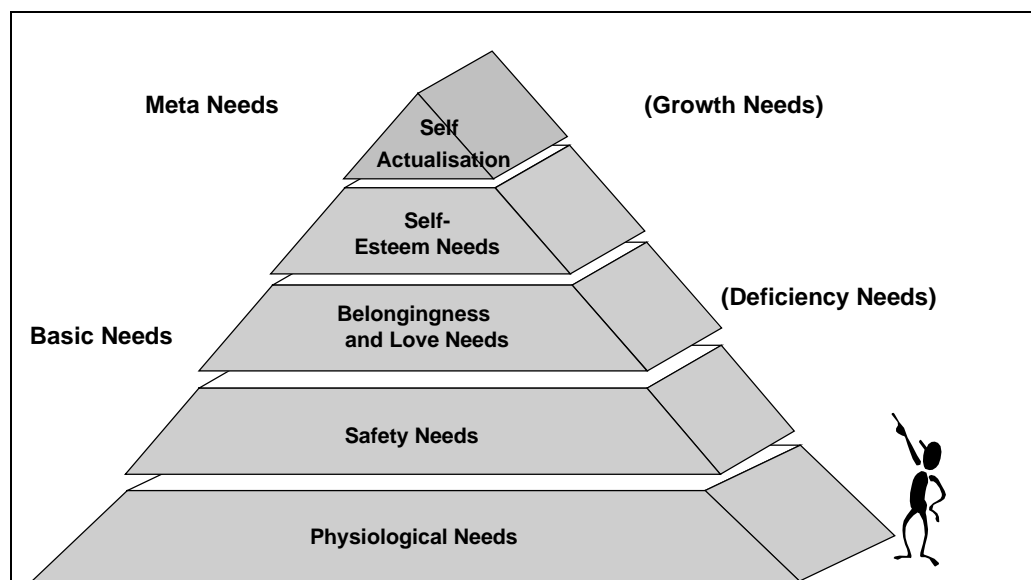 Meta Needs
(Growth Needs)
Self
Actualisation
Self-
Esteem Needs
(Deficiency Needs)
Belongingness
and Love Needs
Basic Needs
Safety Needs
Physiological Needs